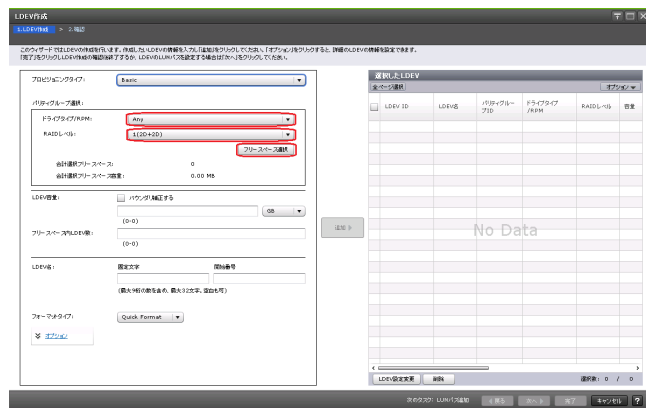 LDEV作成
1.LDEV作成 > 2.確認
このウィザードではLDEVの作成を行います。作成したいLDEVの情報を入力し「追加」をクリックしてください。「オプション」をクリックすると、詳細のLDEVの情報を設定できます。
「完了」をクリックしLDEV作成の確認後終了するか、LDEVのLUNパスを設定する場合は「次へ」をクリックしてください。
プロビジョニングタイプ: Basic
パリティグループ選択:
ドライブタイプ/RPM: Any
RAIDレベル: 1(2D+2D)
フリースペース選択
合計選択フリースペース: 0
合計選択フリースペース容量: 0.00 MB
LDEV容量: バウンダリ補正する
GB
(0-0)
フリースペース内LDEV数:
(0-0)
LDEV名: 固定文字 開始番号
(最大9桁の数を含め、最大32文字。空白も可)
フォーマットタイプ: Quick Format
オプション
追加
選択したLDEV
全ページ選択 オプション
LDEV ID LDEV名 パリティグループID ドライブタイプ/RPM RAIDレベル 容量
No Data
LDEV設定変更 削除 選択数: 0 / 0
次のタスク: LUNパス追加 戻る 次へ 完了 キャンセル ?